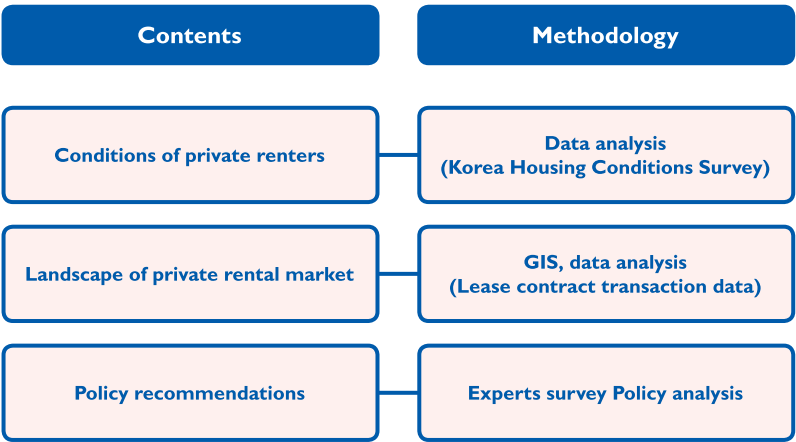 Contents
Methodology
Conditions of private renters
Data analysis
(Korea Housing Conditions Survey)
Landscape of private rental market
GIS, data analysis
(Lease contract transaction data)
Policy recommendations
Experts survey Policy analysis